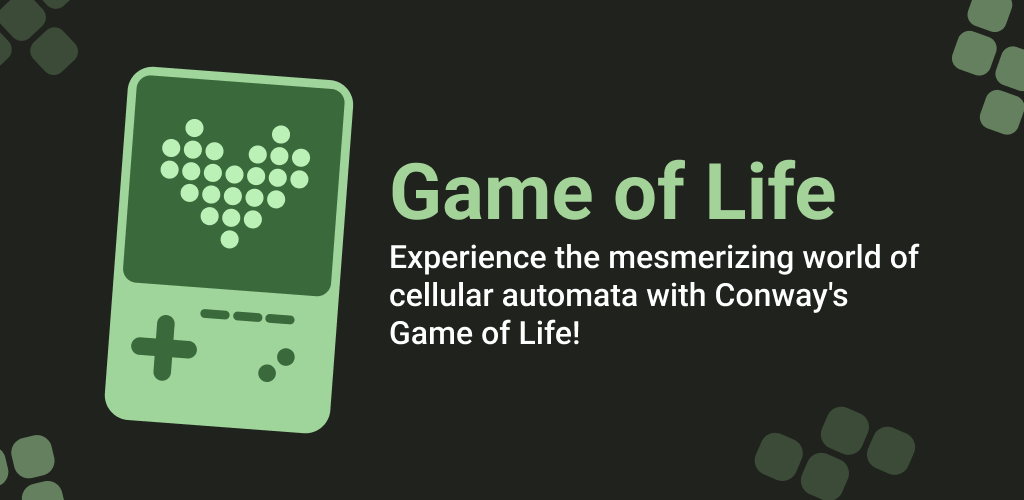 Game of Life
Experience the mesmerizing world of
cellular automata with Conway's
Game of Life!